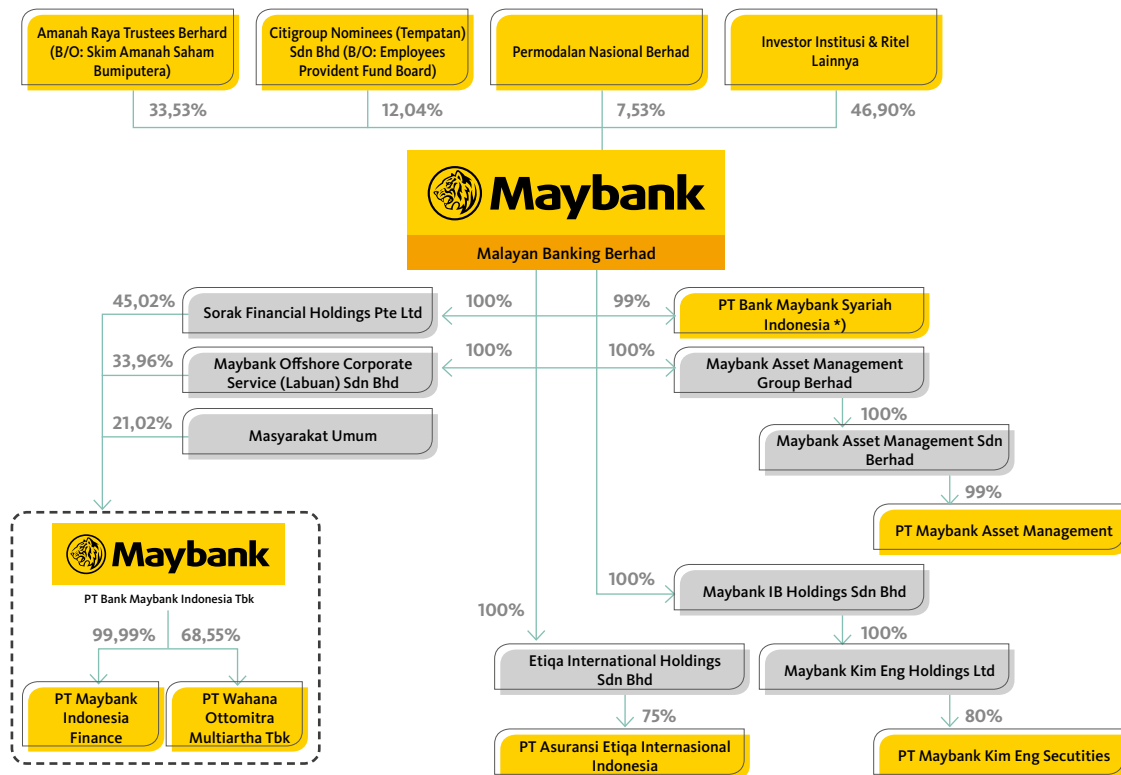 Amanah Raya Trustees Berhard
(B/O: Skim Amanah Saham
Bumiputera)
Citigroup Nominees (Tempatan)
Sdn Bhd (B/O: Employees
Provident Fund Board)
Permodalan Nasional Berhad
Investor Institusi & Ritel
Lainnya
33,53%
12,04%
7,53%
46,90%
Maybank
Malayan Banking Berhad
45,02%
Sorak Financial Holdings Pte Ltd
100%
99%
PT Bank Maybank Syariah
Indonesia *)
33,96%
Maybank Offshore Corporate
Service (Labuan) Sdn Bhd
100%
100%
Maybank Asset Management
Group Berhad
21,02%
Masyarakat Umum
100%
Maybank Asset Management Sdn
Berhad
99%
PT Maybank Asset Management
Maybank
PT Bank Maybank Indonesia Tbk
99,99%
68,55%
PT Maybank
Indonesia
Finance
PT Wahana
Ottomitra
Multiartha Tbk
100%
Maybank IB Holdings Sdn Bhd
100%
100%
Etiqa International Holdings
Sdn Bhd
Maybank Kim Eng Holdings Ltd
75%
80%
PT Asuransi Etiqa Internasional
Indonesia
PT Maybank Kim Eng Secutities